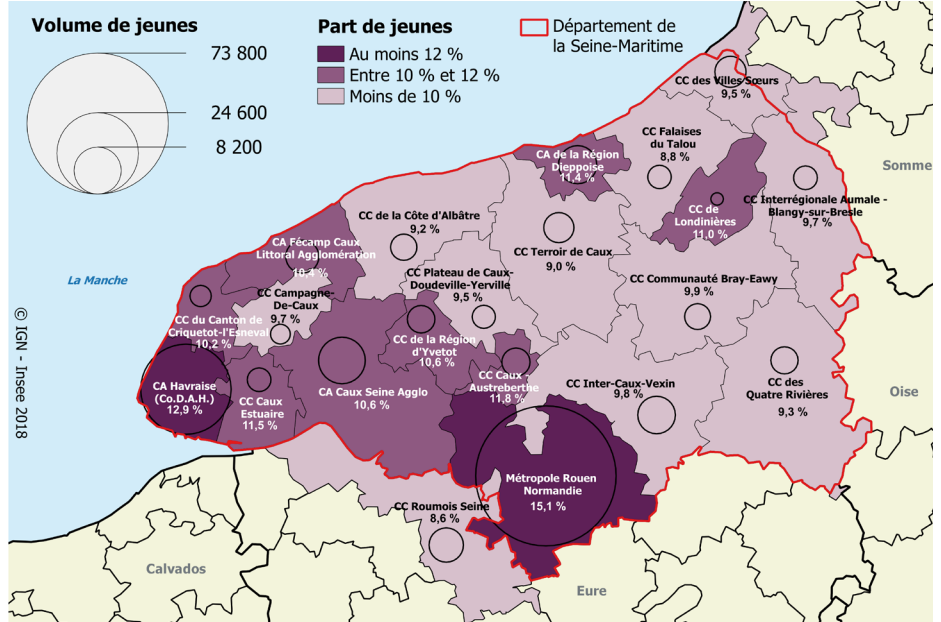 Volume de jeunes
73 800
24 600
8 200
Part de jeunes
Au moins 12 %
Entre 10 % et 12 %
Moins de 10 %
Département de
la Seine-Maritime
CC des Villes Sœurs
9,5 %
CC Falaises
du Talou
8,8 %
CA de la Région
Dieppoise
11,4 %
Somme
CC Interrégionale Aumale -
Blangy-sur-Bresle
9,7 %
CC de
Londinières
11,0 %
CC de la Côte d'Albâtre
9,2 %
CA Fécamp Caux
Littoral Agglomération
10,4 %
CC Terroir de Caux
9,0 %
La Manche
CC Plateau de Caux-
Doudeville-Yerville
9,5 %
CC Communauté Bray-Eawy
9,9 %
CC Campagne-
De-Caux
9,7 %
CC du Canton de
Criquetot-l'Esneval
10,2 %
CC de la Région
d'Yvetot
10,6 %
CC Caux -
Austreberthe
11,8 %
CA Havraise
(Co.D.A.H.)
12,9 %
CC Caux
Estuaire
11,5 %
CA Caux Seine Agglo
10,6 %
CC Inter-Caux-Vexin
9,8 %
CC des
Quatre Rivières
9,3 %
Oise
Métropole Rouen
Normandie
15,1 %
CC Roumois Seine
8,6 %
Calvados
Eure
© IGN - Insee 2018